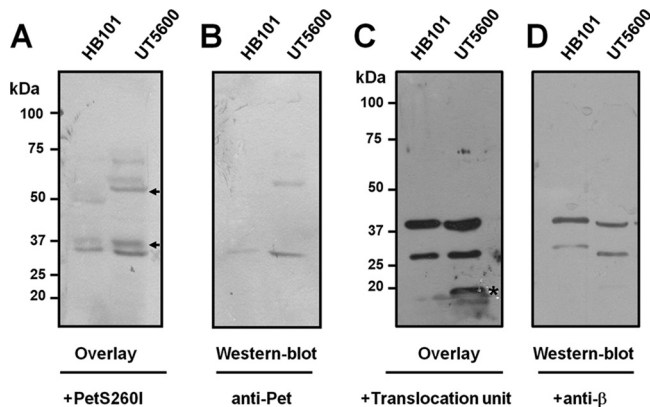 A
HB101
UT5600
B
HB101
UT5600
C
HB101
UT5600
D
HB101
UT5600
kDa
100
75
50
37
25
20
kDa
100
75
50
37
25
20
*
Overlay
Western-blot
Overlay
Western-blot
+PetS260I
anti-Pet
+Translocation unit
+anti-β